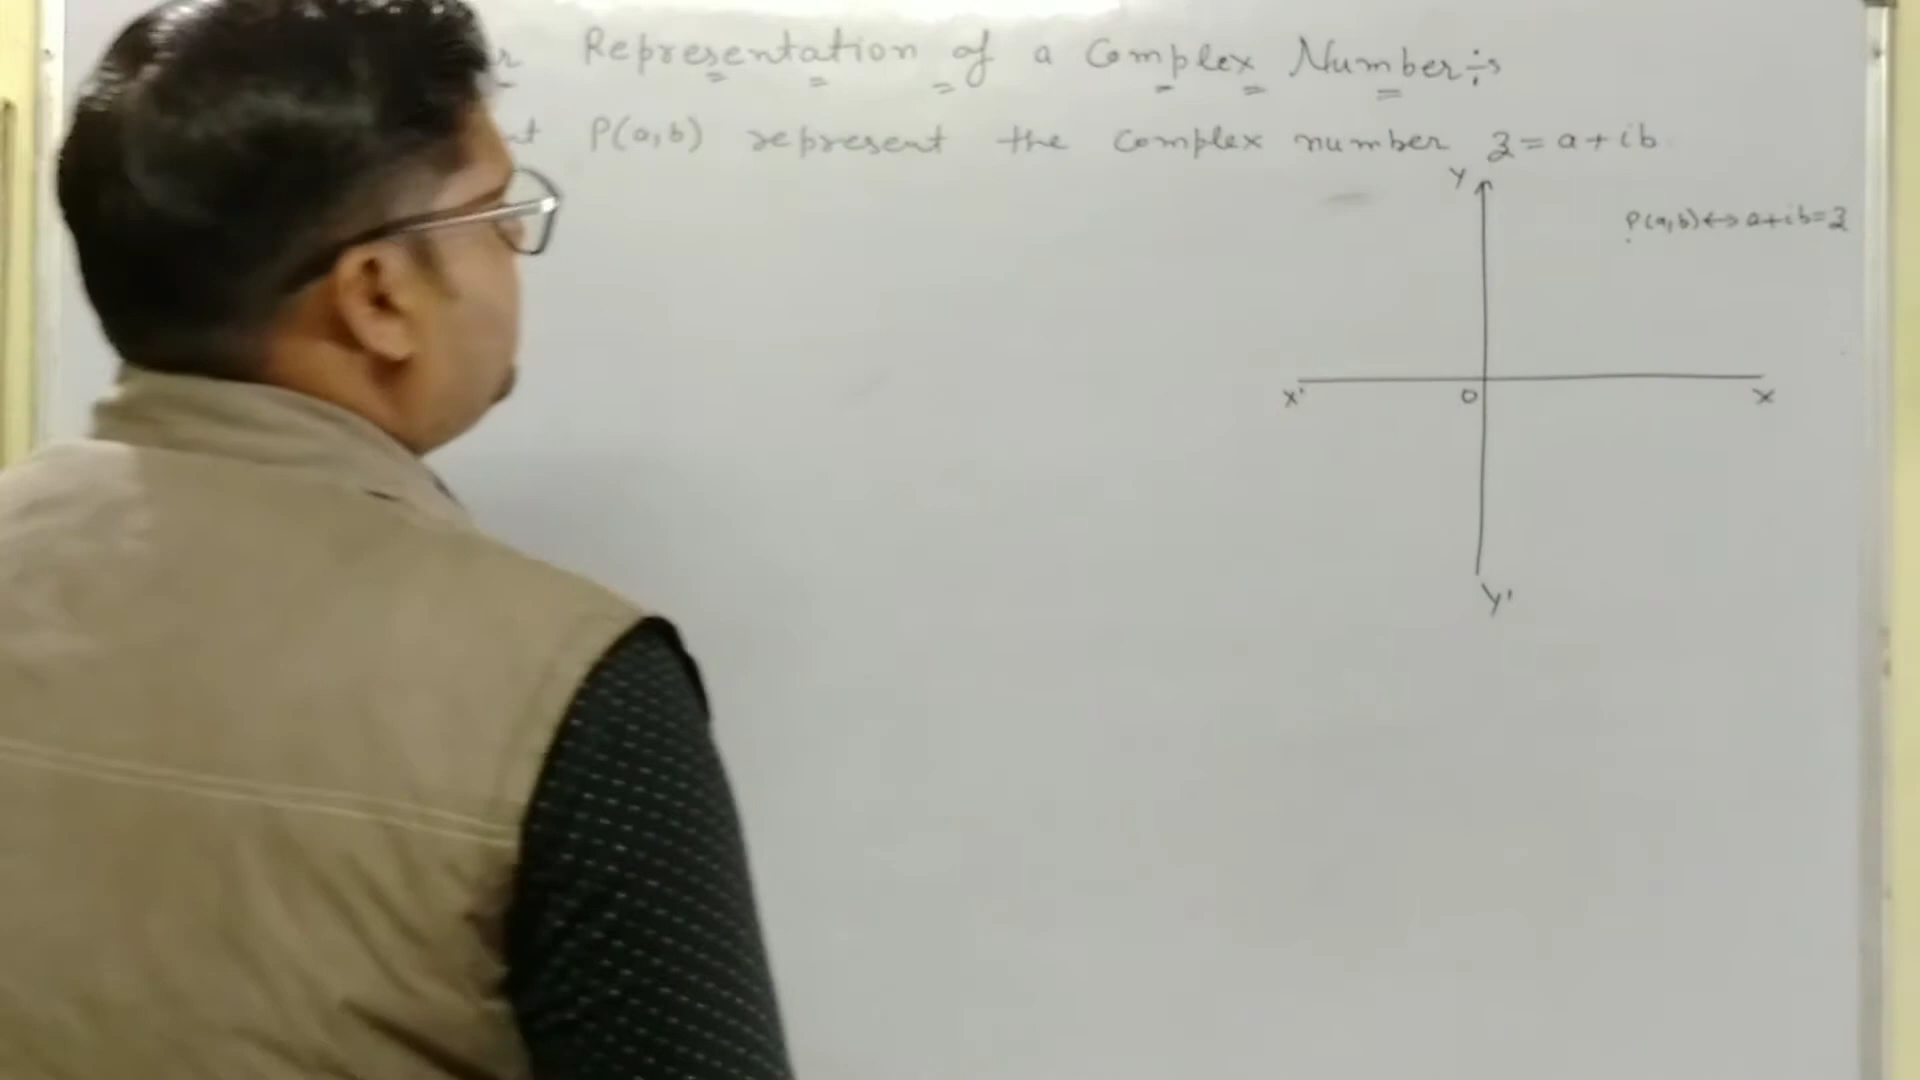 Representation of a Complex Number:→
P(a,b) represent the complex number z=a+ib
Y
P(a,b)↔a+ib=z
X' O X
Y'